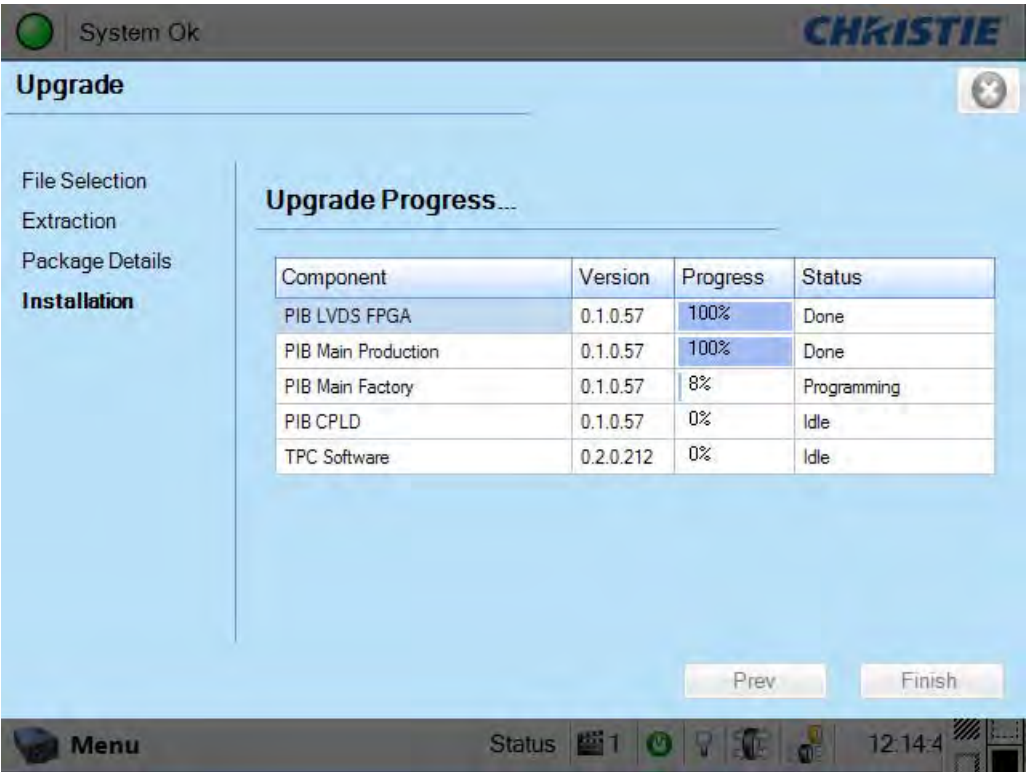 System Ok
CHRISTIE
Upgrade
File Selection
Extraction
Package Details
Installation
Upgrade Progress...
Component Version Progress Status
PIB LVDS FPGA 0.1.0.57 100% Done
PIB Main Production 0.1.0.57 100% Done
PIB Main Factory 0.1.0.57 8% Programming
PIB CPLD 0.1.0.57 0% Idle
TPC Software 0.2.0.212 0% Idle
Prev Finish
Menu Status 1 12:14:4